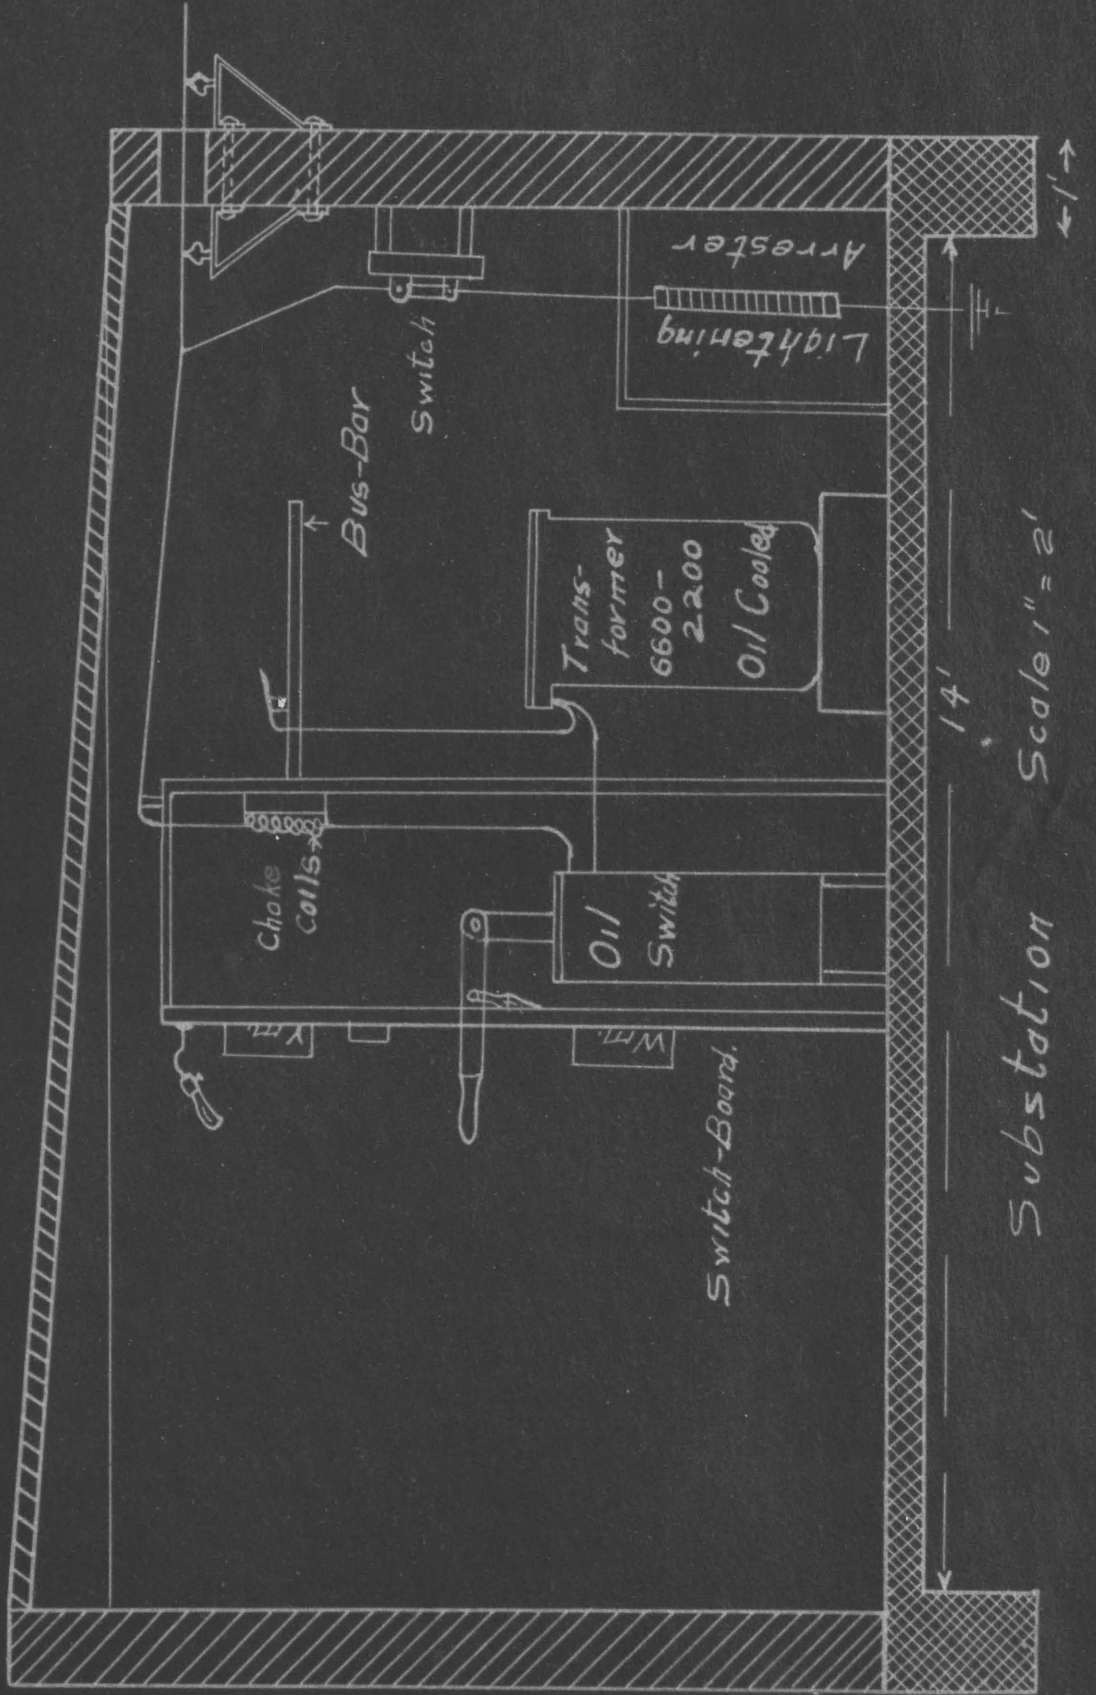 Choke
Coils
Bus-Bar
Switch
Lightening
Arrester
Trans-
former
6600-
2200
Oil Cooled
Oil
Switch
Wm.
Switch-Board.
14'
1'
Substation Scale 1" = 2'